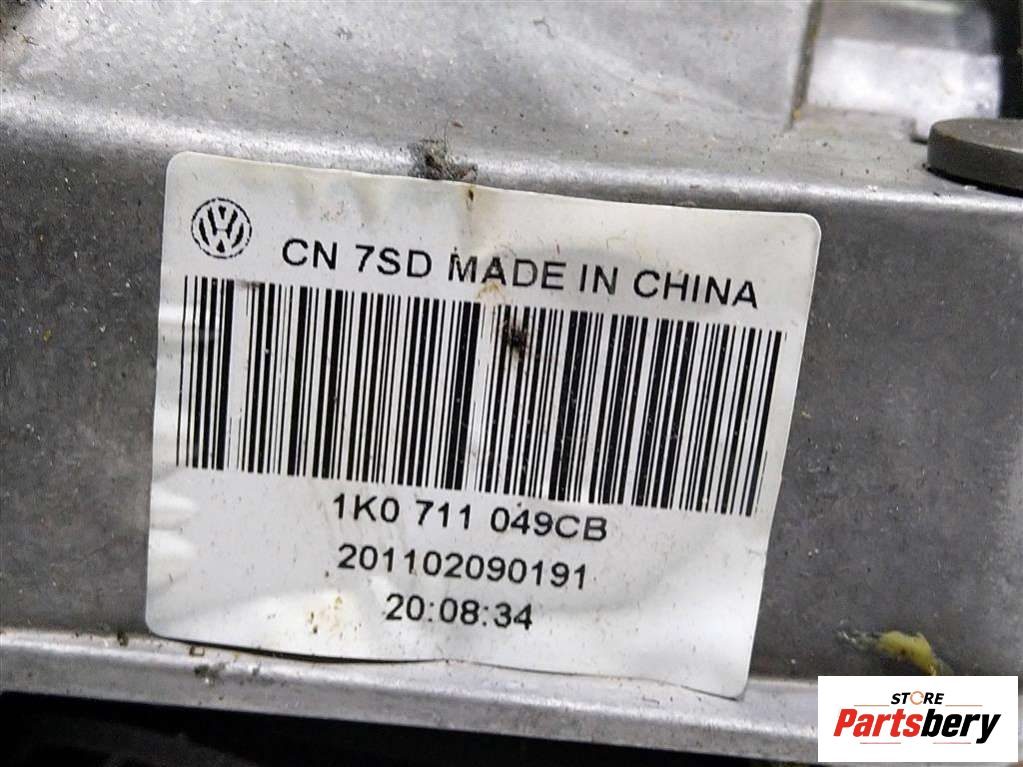 CN 7SD MADE IN CHINA
1K0 711 049CB
201102090191
20:08:34
STORE
Partsbery